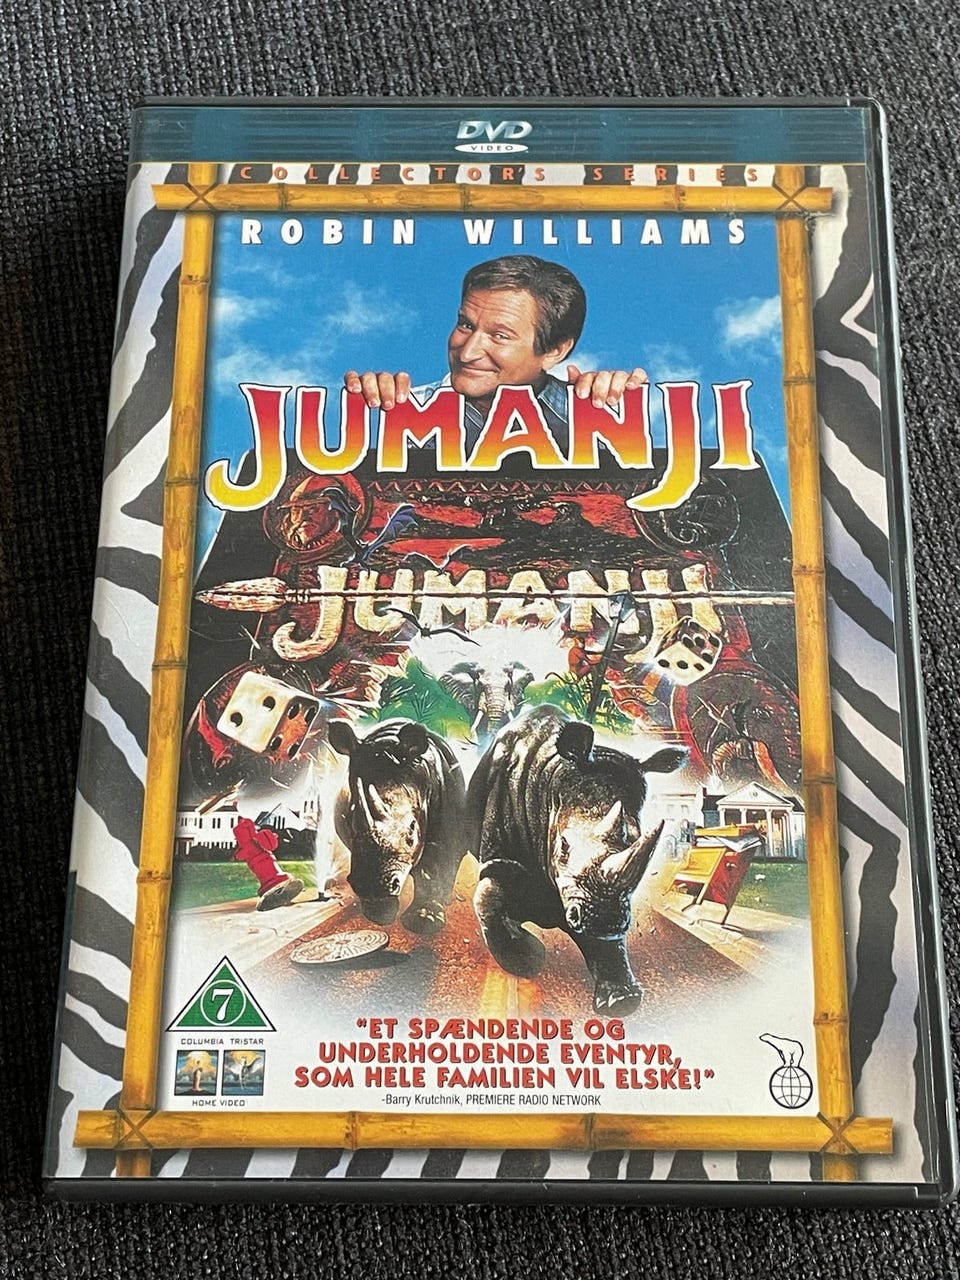 DVD
VIDEO
COLLECTOR'S SERIES
ROBIN WILLIAMS
JUMANJI
JUMANJI
7
COLUMBIA TRISTAR
HOME VIDEO
"ET SPÆNDENDE OG
UNDERHOLDENDE EVENTYR,
SOM HELE FAMILIEN VIL ELSKE!"
-Barry Krutchnik, PREMIERE RADIO NETWORK